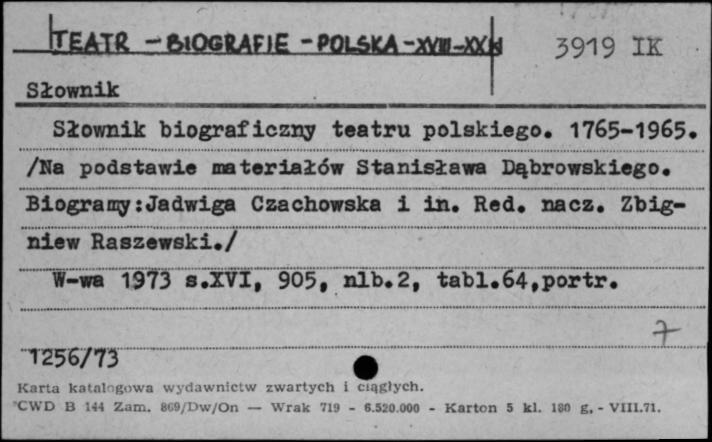 TEATR - BIOGRAFIE - POLSKA - XVIII-XX w
3919 IK
Słownik
Słownik biograficzny teatru polskiego. 1765-1965.
/Na podstawie materiałów Stanisława Dąbrowskiego.
Biogramy:Jadwiga Czachowska i in. Red. nacz. Zbig-
niew Raszewski./
W-wa 1973 s.XVI, 905, nlb.2, tabl.64,portr.
7
1256/73
Karta katalogowa wydawnictw zwartych i ciągłych.
CWD B 144 Zam. 869/Dw/On — Wrak 719 - 6.520.000 - Karton 5 kl. 180 g. - VIII.71.